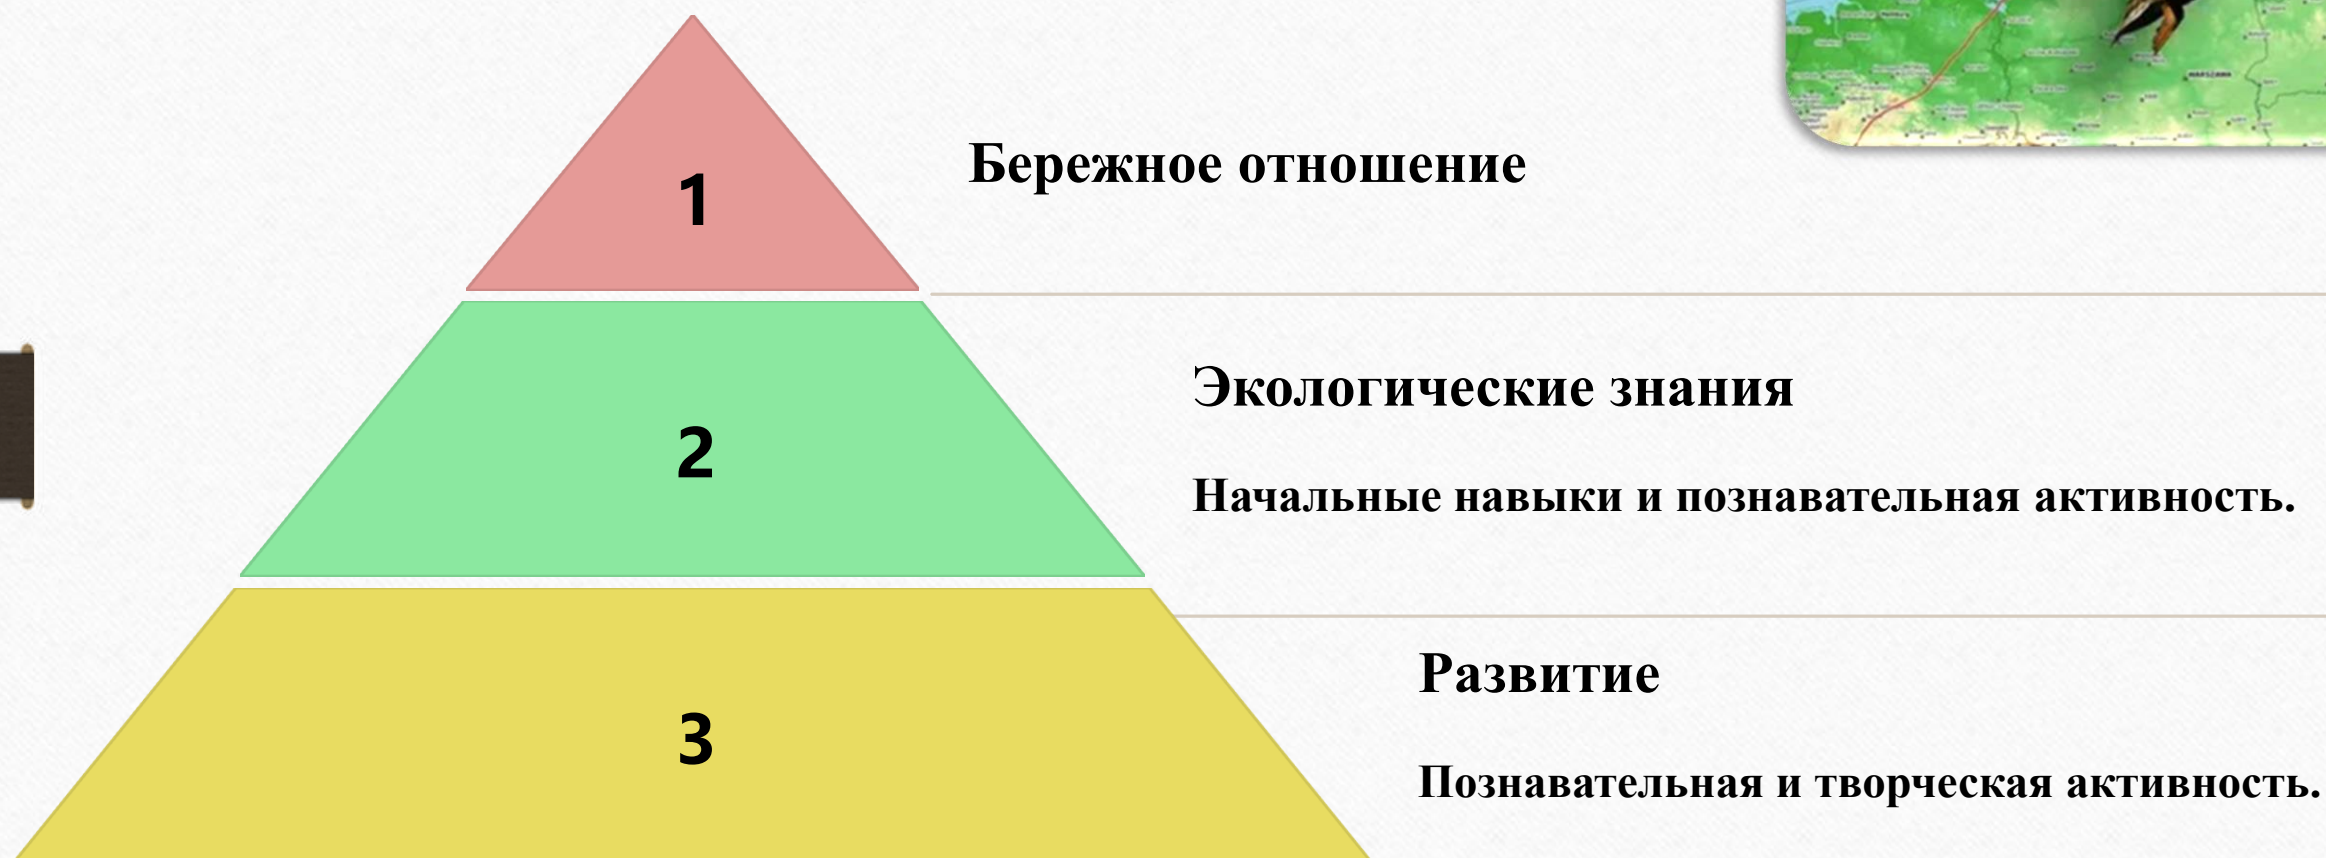 1
Бережное отношение
2
Экологические знания
Начальные навыки и познавательная активность.
3
Развитие
Познавательная и творческая активность.